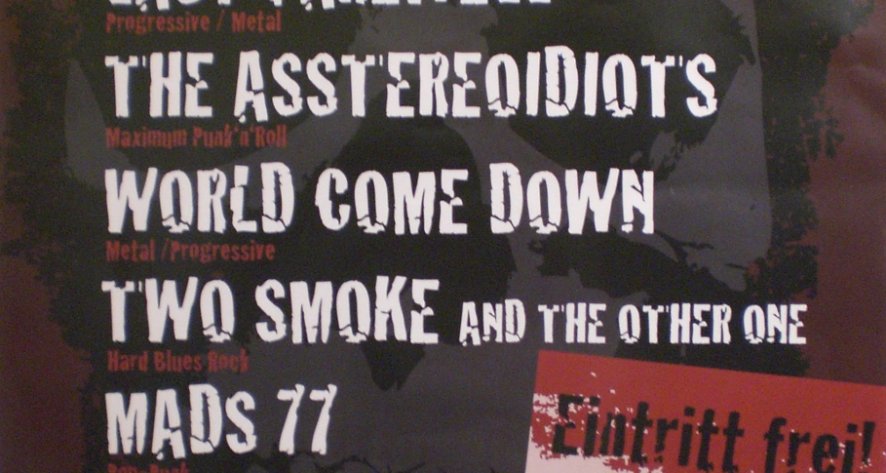 Progressive / Metal
THE ASSTEREOIDIOTS
Maximum Punk'n'Roll
WORLD COME DOWN
Metal / Progressive
TWO SMOKE AND THE OTHER ONE
Hard Blues Rock
MADS 77
Eintritt frei!